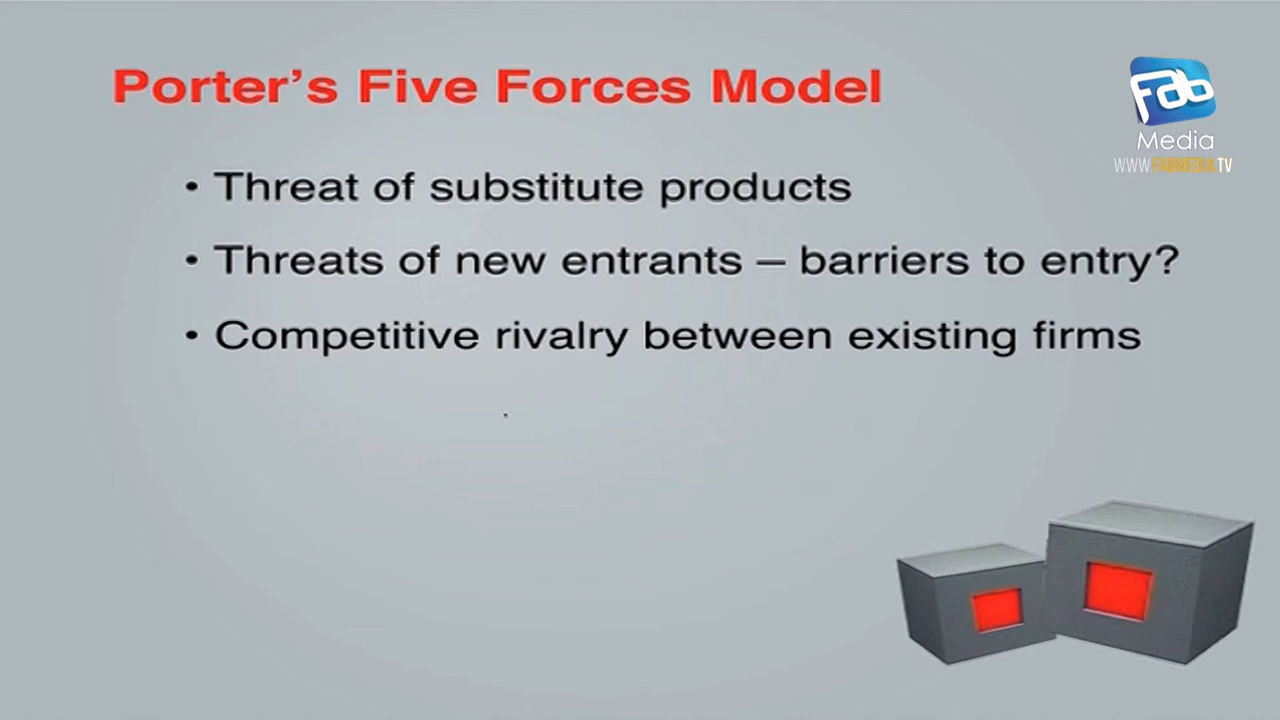 Porter's Five Forces Model
• Threat of substitute products
• Threats of new entrants – barriers to entry?
• Competitive rivalry between existing firms
Fab
Media
WWW.FABMEDIA.TV